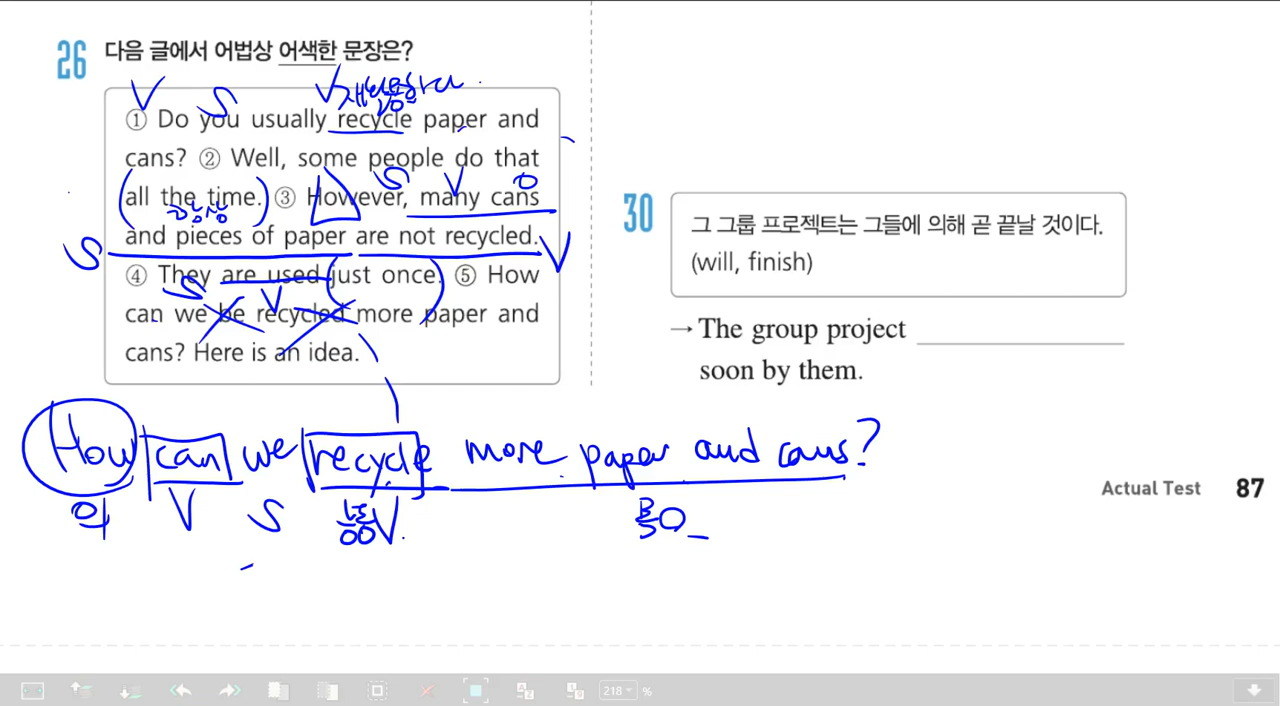 26 다음 글에서 어법상 어색한 문장은?
V S V 재활용하다.
① Do you usually recycle paper and
cans? ② Well, some people do that
all the time. ③ However, many cans
S V O
and pieces of paper are not recycled.
S V
④ They are used just once. ⑤ How
S V
can we be recycled more paper and
cans? Here is an idea.
How can we recycle more paper and cans?
의 V S 능동V. 목O
30 그 그룹 프로젝트는 그들에 의해 곧 끝날 것이다.
(will, finish)
→ The group project
soon by them.
Actual Test 87
218 %